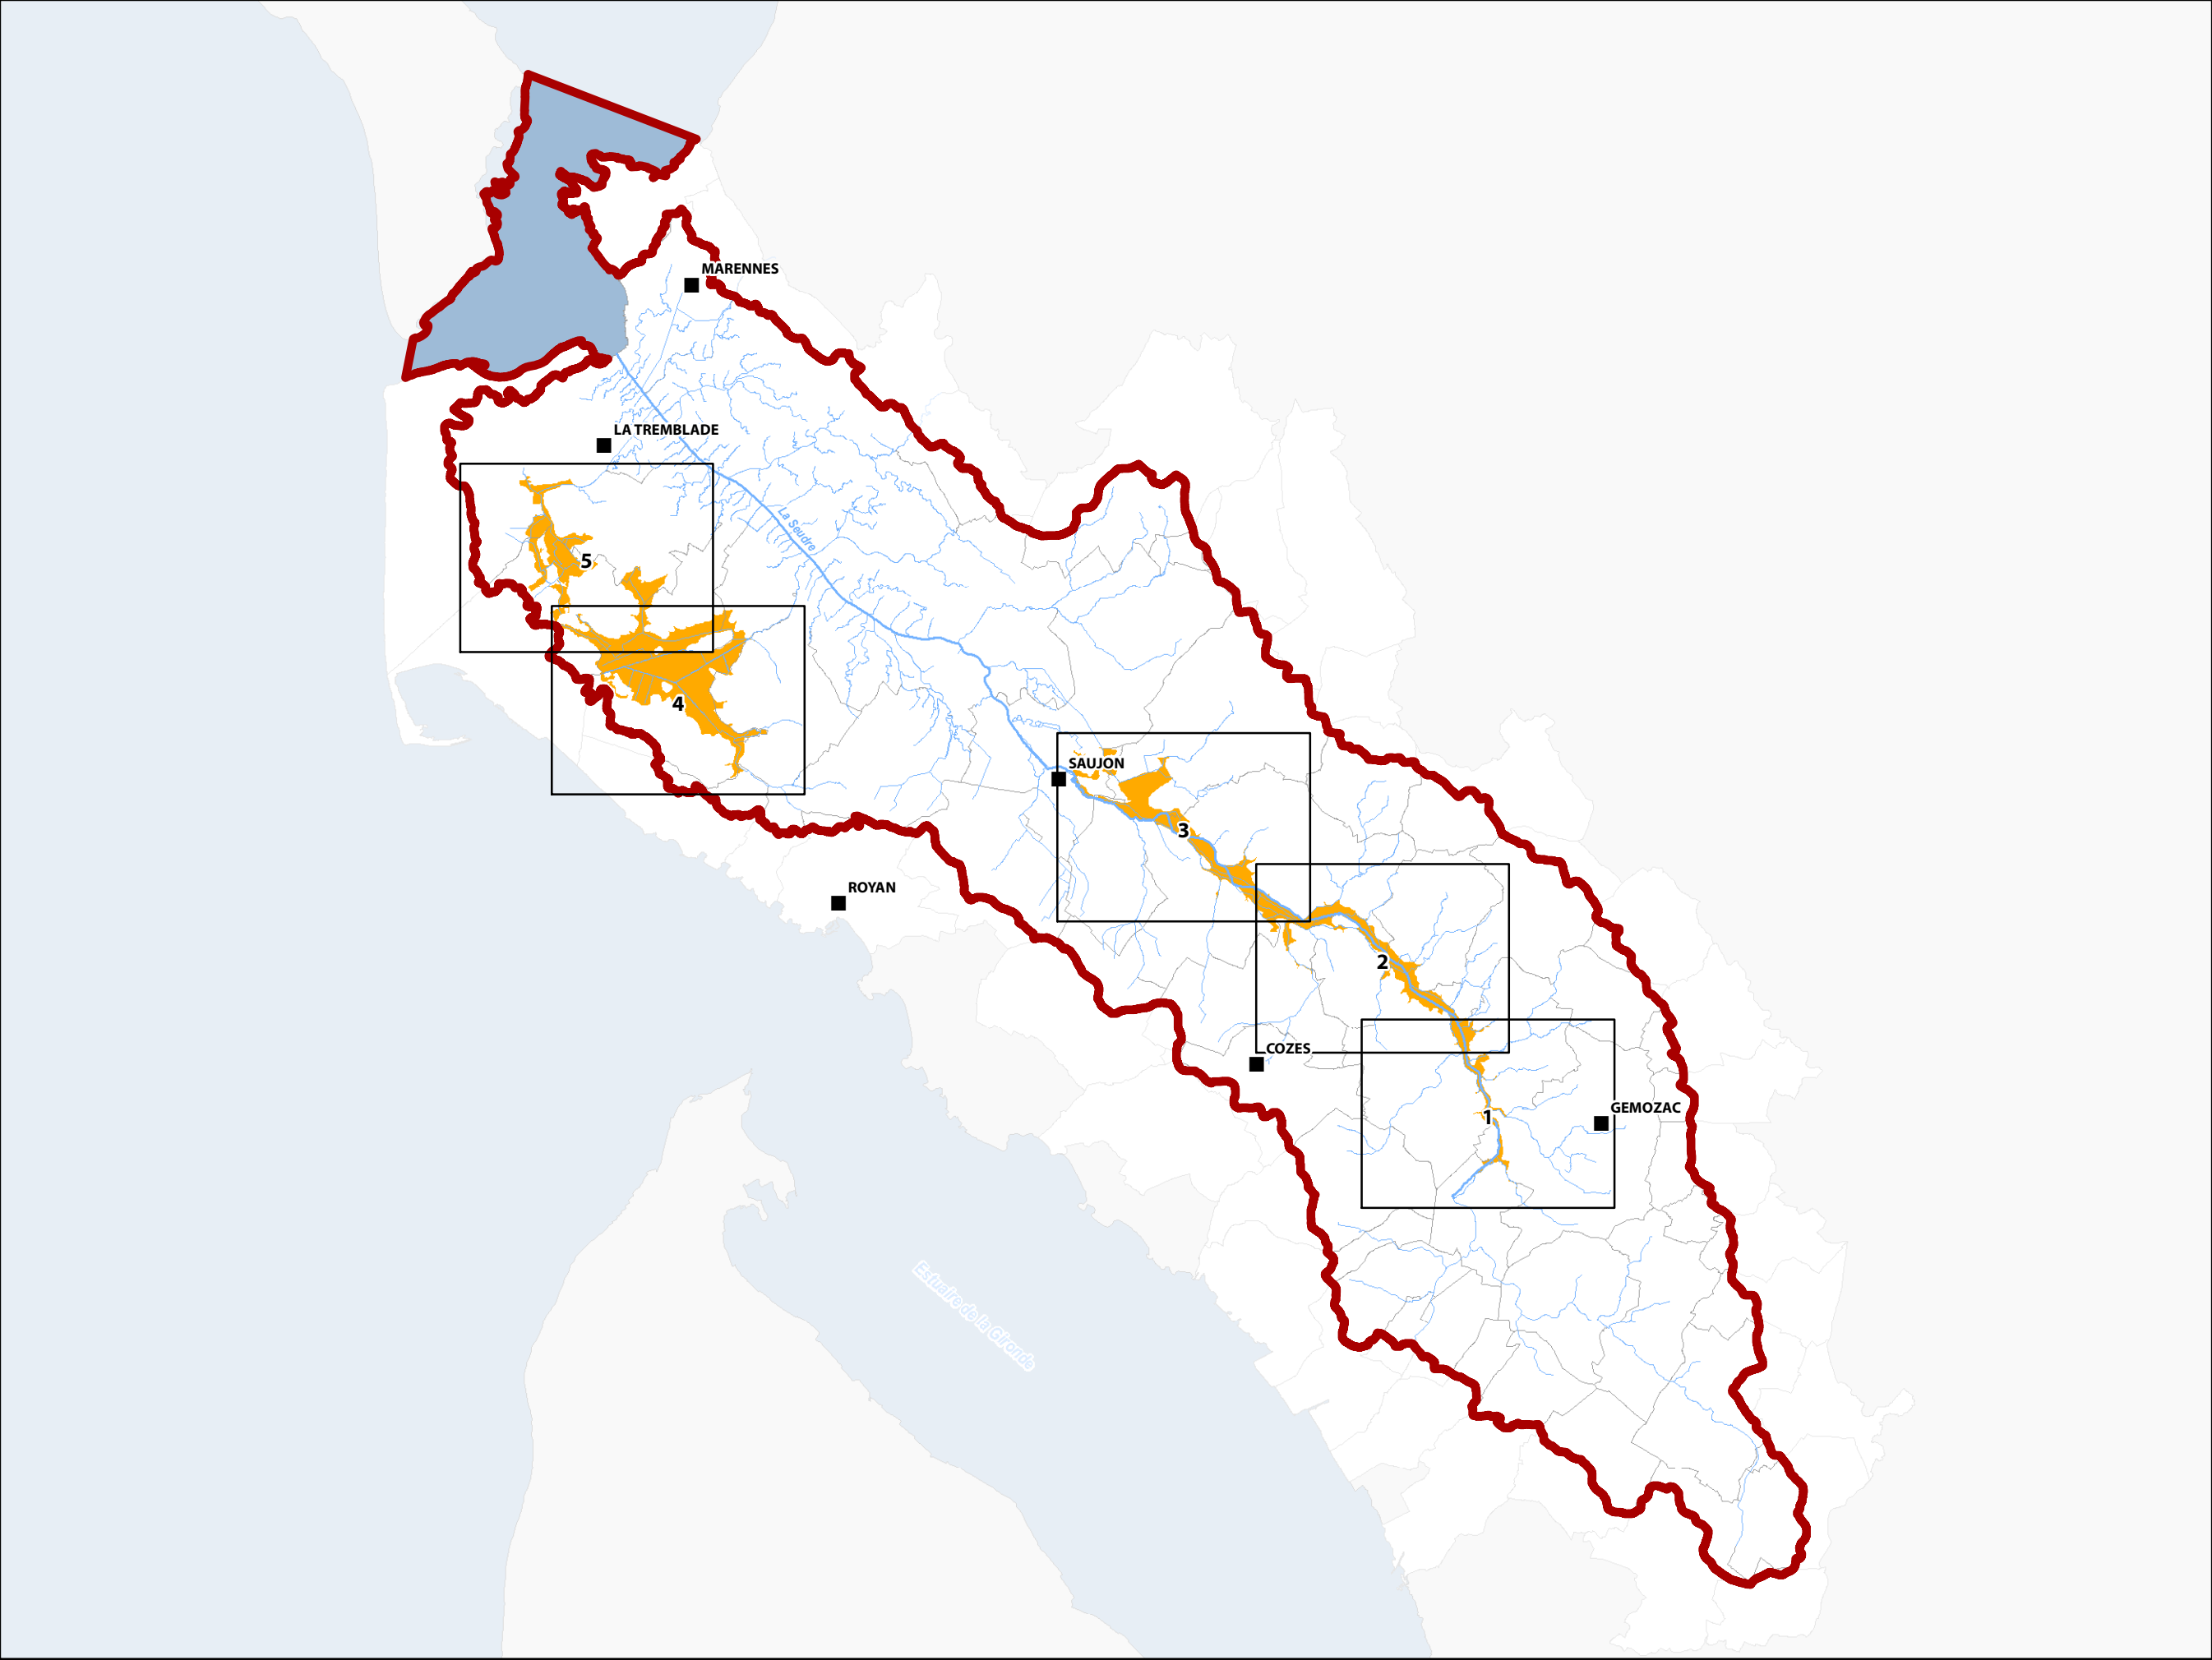 MARENNES
LA TREMBLADE
La Seudre
5
4
SAUJON
3
ROYAN
2
COZES
GEMOZAC
1
Estuaire de la Gironde